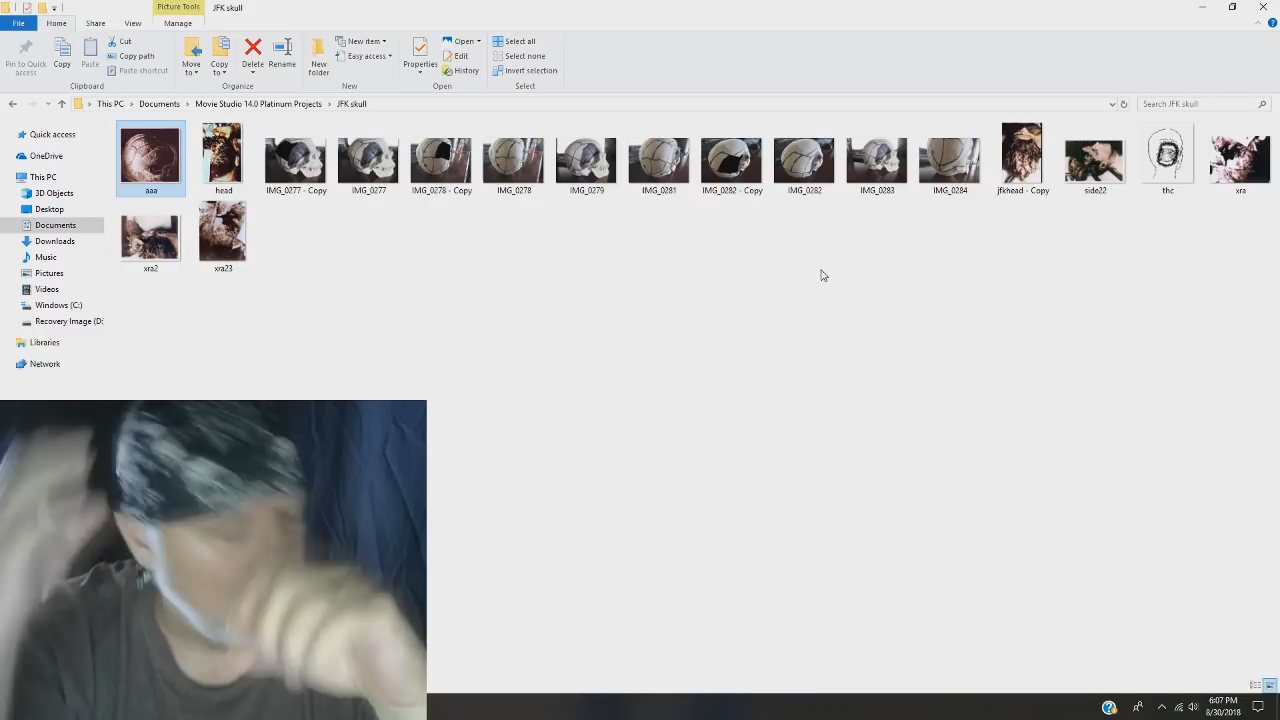 Picture Tools
JFK skull
File
Home
Share
View
Manage
Pin to Quick access
Copy
Paste
Cut
Copy path
Paste shortcut
Clipboard
Move to
Copy to
Delete
Rename
Organize
New folder
New item
Easy access
New
Properties
Open
Edit
History
Open
Select all
Select none
Invert selection
Select
This PC
Documents
Movie Studio 14.0 Platinum Projects
JFK skull
Search JFK skull
Quick access
OneDrive
This PC
3D Objects
Desktop
Documents
Downloads
Music
Pictures
Videos
Windows (C:)
Recovery Image (D:
Libraries
Network
aaa
head
IMG_0277 - Copy
IMG_0277
IMG_0278 - Copy
IMG_0278
IMG_0279
IMG_0281
IMG_0282 - Copy
IMG_0282
IMG_0283
IMG_0284
jfkhead - Copy
side22
thc
xra
xra2
xra23
6:07 PM
8/30/2018